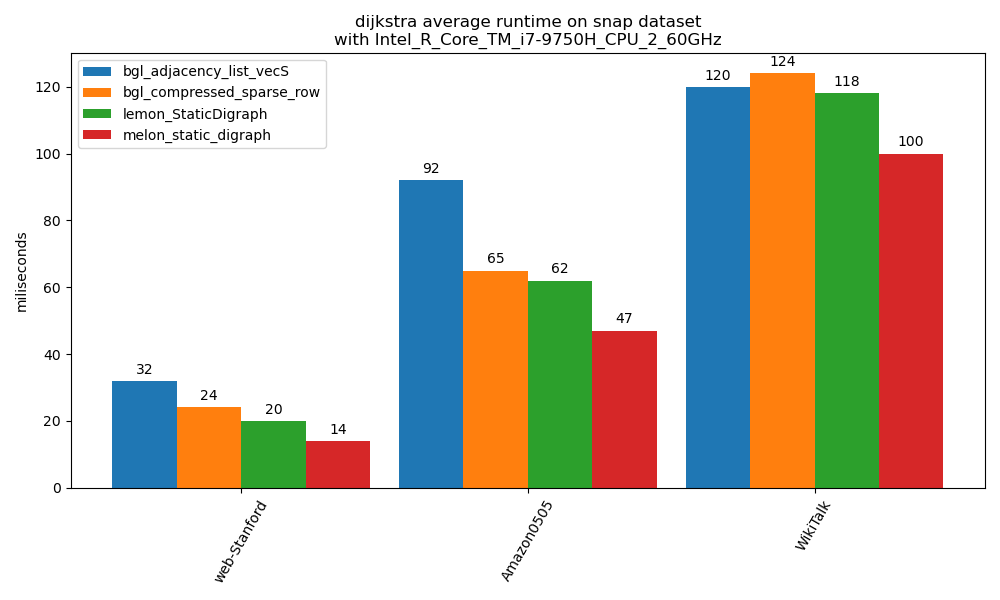 dijkstra average runtime on snap dataset
with Intel_R_Core_TM_i7-9750H_CPU_2_60GHz
bgl_adjacency_list_vecS
bgl_compressed_sparse_row
lemon_StaticDigraph
melon_static_digraph
miliseconds
120
100
80
60
40
20
0
32
24
20
14
92
65
62
47
120
124
118
100
web-Stanford
Amazon0505
WikiTalk